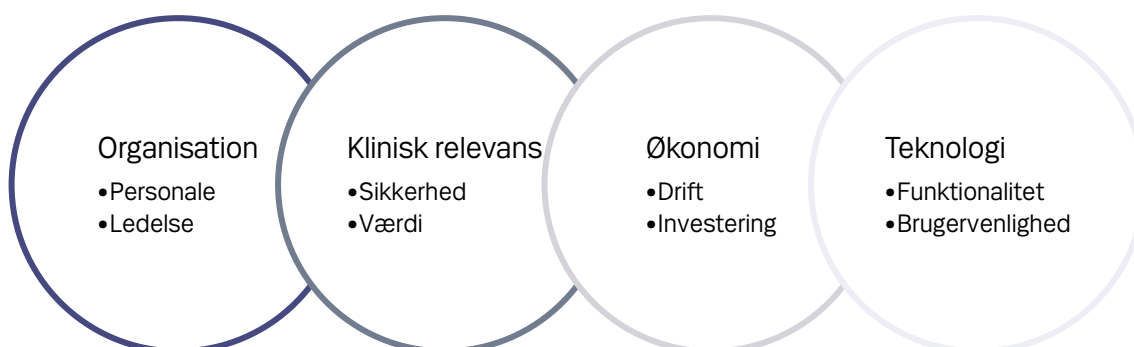 Organisation
•Personale
•Ledelse
Klinisk relevans
•Sikkerhed
•Værdi
Økonomi
•Drift
•Investering
Teknologi
•Funktionalitet
•Brugervenlighed